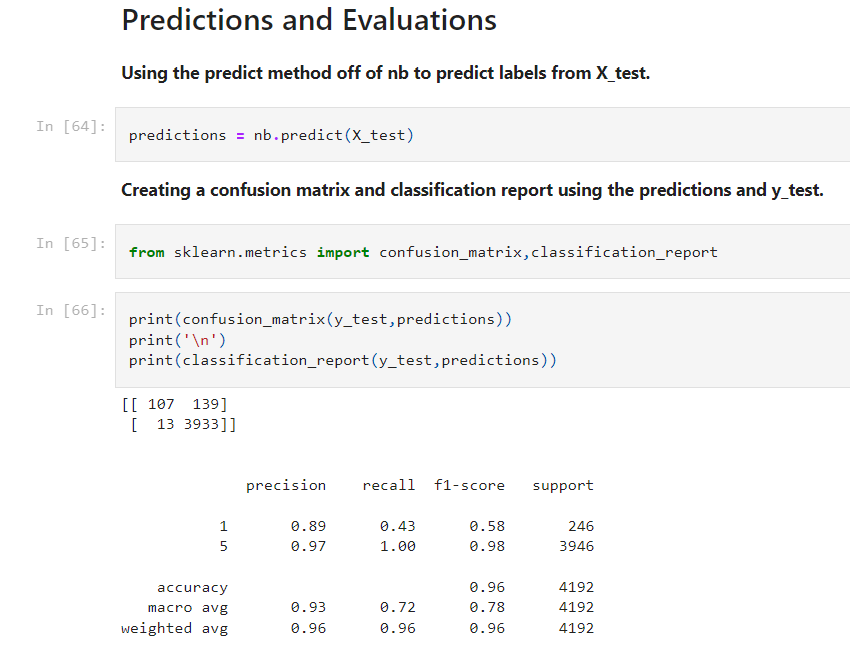 Predictions and Evaluations
Using the predict method off of nb to predict labels from X_test.
In [64]: predictions = nb.predict(X_test)
Creating a confusion matrix and classification report using the predictions and y_test.
In [65]: from sklearn.metrics import confusion_matrix,classification_report
In [66]: print(confusion_matrix(y_test,predictions))
print('\n')
print(classification_report(y_test,predictions))
[[ 107  139]
 [  13 3933]]
precision    recall  f1-score   support
1       0.89      0.43      0.58       246
5       0.97      1.00      0.98      3946
accuracy                           0.96      4192
macro avg       0.93      0.72      0.78      4192
weighted avg       0.96      0.96      0.96      4192